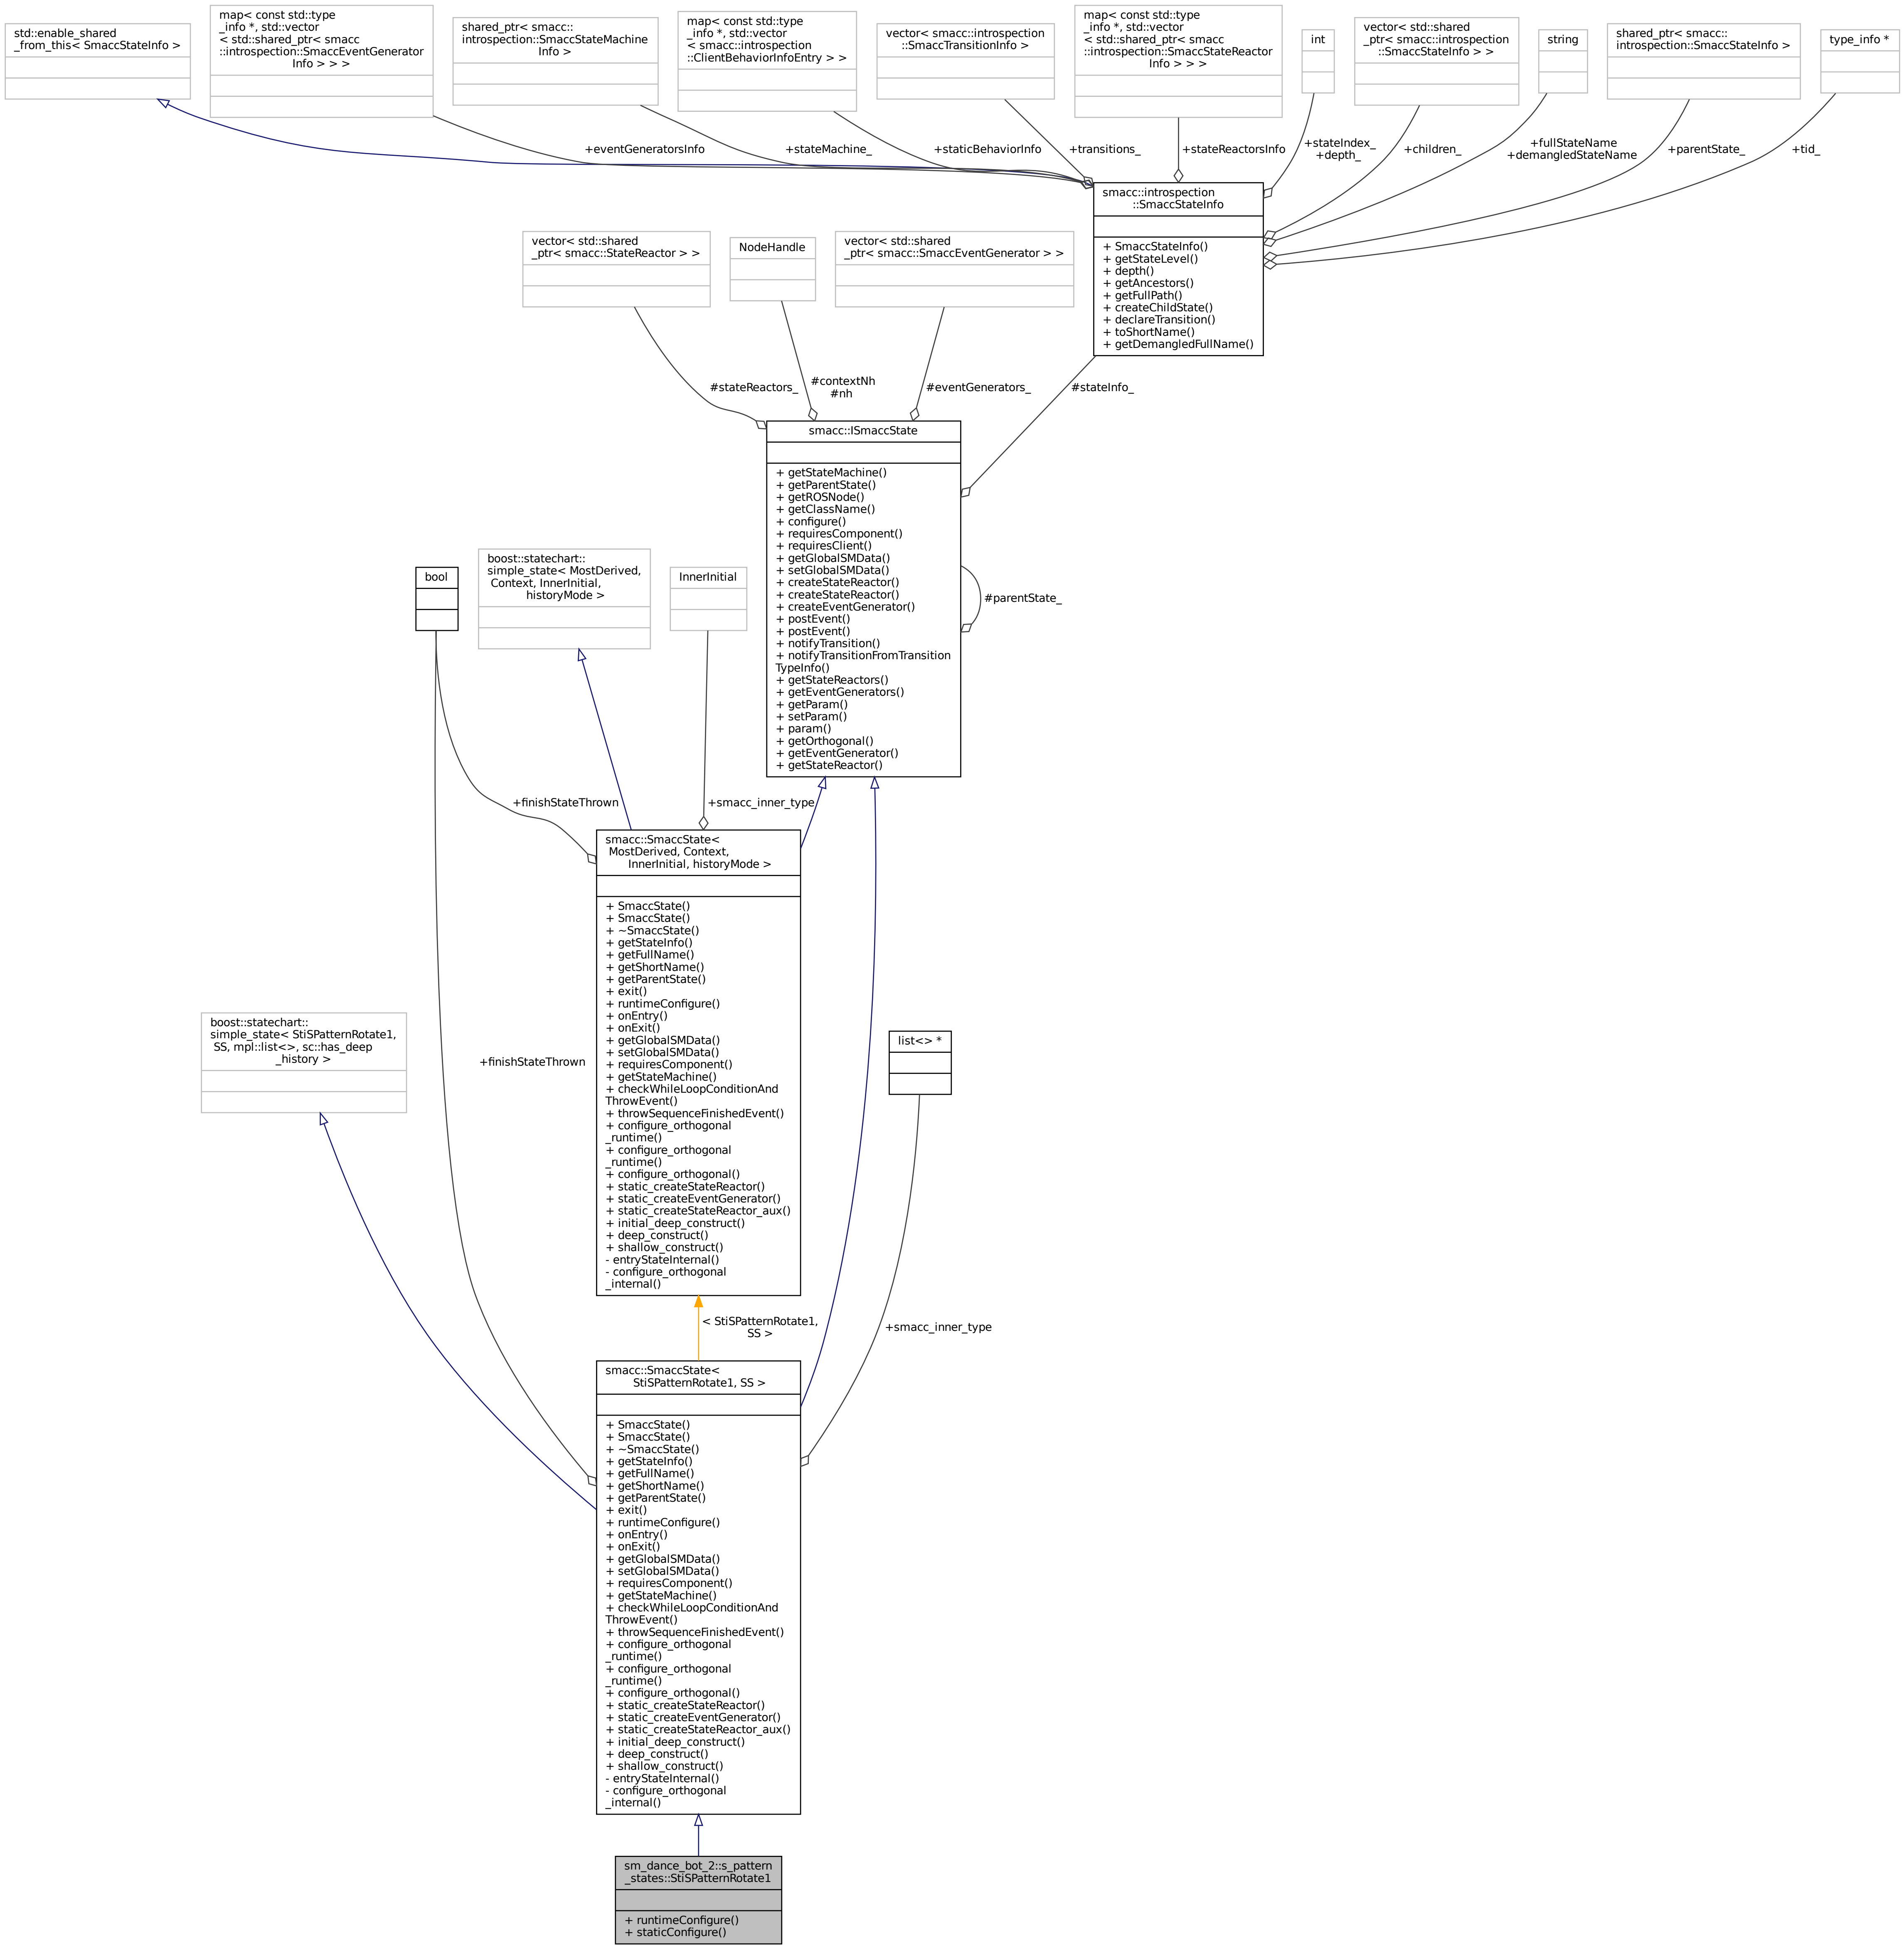 std::enable_shared
_from_this< SmaccStateInfo >
map< const std::type
_info *, std::vector
< std::shared_ptr< smacc
::introspection::SmaccEventGenerator
Info > > >
shared_ptr< smacc::
introspection::SmaccStateMachine
Info >
map< const std::type
_info *, std::vector
< smacc::introspection
::ClientBehaviorInfoEntry > >
vector< smacc::introspection
::SmaccTransitionInfo >
map< const std::type
_info *, std::vector
< std::shared_ptr< smacc
::introspection::SmaccStateReactor
Info > > >
int
vector< std::shared
_ptr< smacc::introspection
::SmaccStateInfo > >
string
shared_ptr< smacc::
introspection::SmaccStateInfo >
type_info *
+eventGeneratorsInfo
+stateMachine_
+staticBehaviorInfo
+transitions_
+stateReactorsInfo
+stateIndex_
+depth_
+children_
+fullStateName
+demangledStateName
+parentState_
+tid_
smacc::introspection
::SmaccStateInfo
+ SmaccStateInfo()
+ getStateLevel()
+ depth()
+ getAncestors()
+ getFullPath()
+ createChildState()
+ declareTransition()
+ toShortName()
+ getDemangledFullName()
vector< std::shared
_ptr< smacc::StateReactor > >
NodeHandle
vector< std::shared
_ptr< smacc::SmaccEventGenerator > >
#stateReactors_
#contextNh
#nh
#eventGenerators_
#stateInfo_
smacc::ISmaccState
+ getStateMachine()
+ getParentState()
+ getROSNode()
+ getClassName()
+ configure()
+ requiresComponent()
+ requiresClient()
+ getGlobalSMData()
+ setGlobalSMData()
+ createStateReactor()
+ createStateReactor()
+ createEventGenerator()
+ postEvent()
+ postEvent()
+ notifyTransition()
+ notifyTransitionFromTransition
TypeInfo()
+ getStateReactors()
+ getEventGenerators()
+ getParam()
+ setParam()
+ param()
+ getOrthogonal()
+ getEventGenerator()
+ getStateReactor()
#parentState_
bool
boost::statechart::
simple_state< MostDerived,
Context, InnerInitial,
historyMode >
InnerInitial
+finishStateThrown
+smacc_inner_type
smacc::SmaccState<
MostDerived, Context,
InnerInitial, historyMode >
+ SmaccState()
+ SmaccState()
+ ~SmaccState()
+ getStateInfo()
+ getFullName()
+ getShortName()
+ getParentState()
+ exit()
+ runtimeConfigure()
+ onEntry()
+ onExit()
+ getGlobalSMData()
+ setGlobalSMData()
+ requiresComponent()
+ getStateMachine()
+ checkWhileLoopConditionAnd
ThrowEvent()
+ throwSequenceFinishedEvent()
+ configure_orthogonal
_runtime()
+ configure_orthogonal
_runtime()
+ configure_orthogonal()
+ static_createStateReactor()
+ static_createEventGenerator()
+ static_createStateReactor_aux()
+ initial_deep_construct()
+ deep_construct()
+ shallow_construct()
- entryStateInternal()
- configure_orthogonal
_internal()
boost::statechart::
simple_state< StiSPatternRotate1,
SS, mpl::list<>, sc::has_deep
_history >
+finishStateThrown
list<> *
< StiSPatternRotate1,
SS >
+smacc_inner_type
smacc::SmaccState<
StiSPatternRotate1, SS >
+ SmaccState()
+ SmaccState()
+ ~SmaccState()
+ getStateInfo()
+ getFullName()
+ getShortName()
+ getParentState()
+ exit()
+ runtimeConfigure()
+ onEntry()
+ onExit()
+ getGlobalSMData()
+ setGlobalSMData()
+ requiresComponent()
+ getStateMachine()
+ checkWhileLoopConditionAnd
ThrowEvent()
+ throwSequenceFinishedEvent()
+ configure_orthogonal
_runtime()
+ configure_orthogonal
_runtime()
+ configure_orthogonal()
+ static_createStateReactor()
+ static_createEventGenerator()
+ static_createStateReactor_aux()
+ initial_deep_construct()
+ deep_construct()
+ shallow_construct()
- entryStateInternal()
- configure_orthogonal
_internal()
sm_dance_bot_2::s_pattern
_states::StiSPatternRotate1
+ runtimeConfigure()
+ staticConfigure()